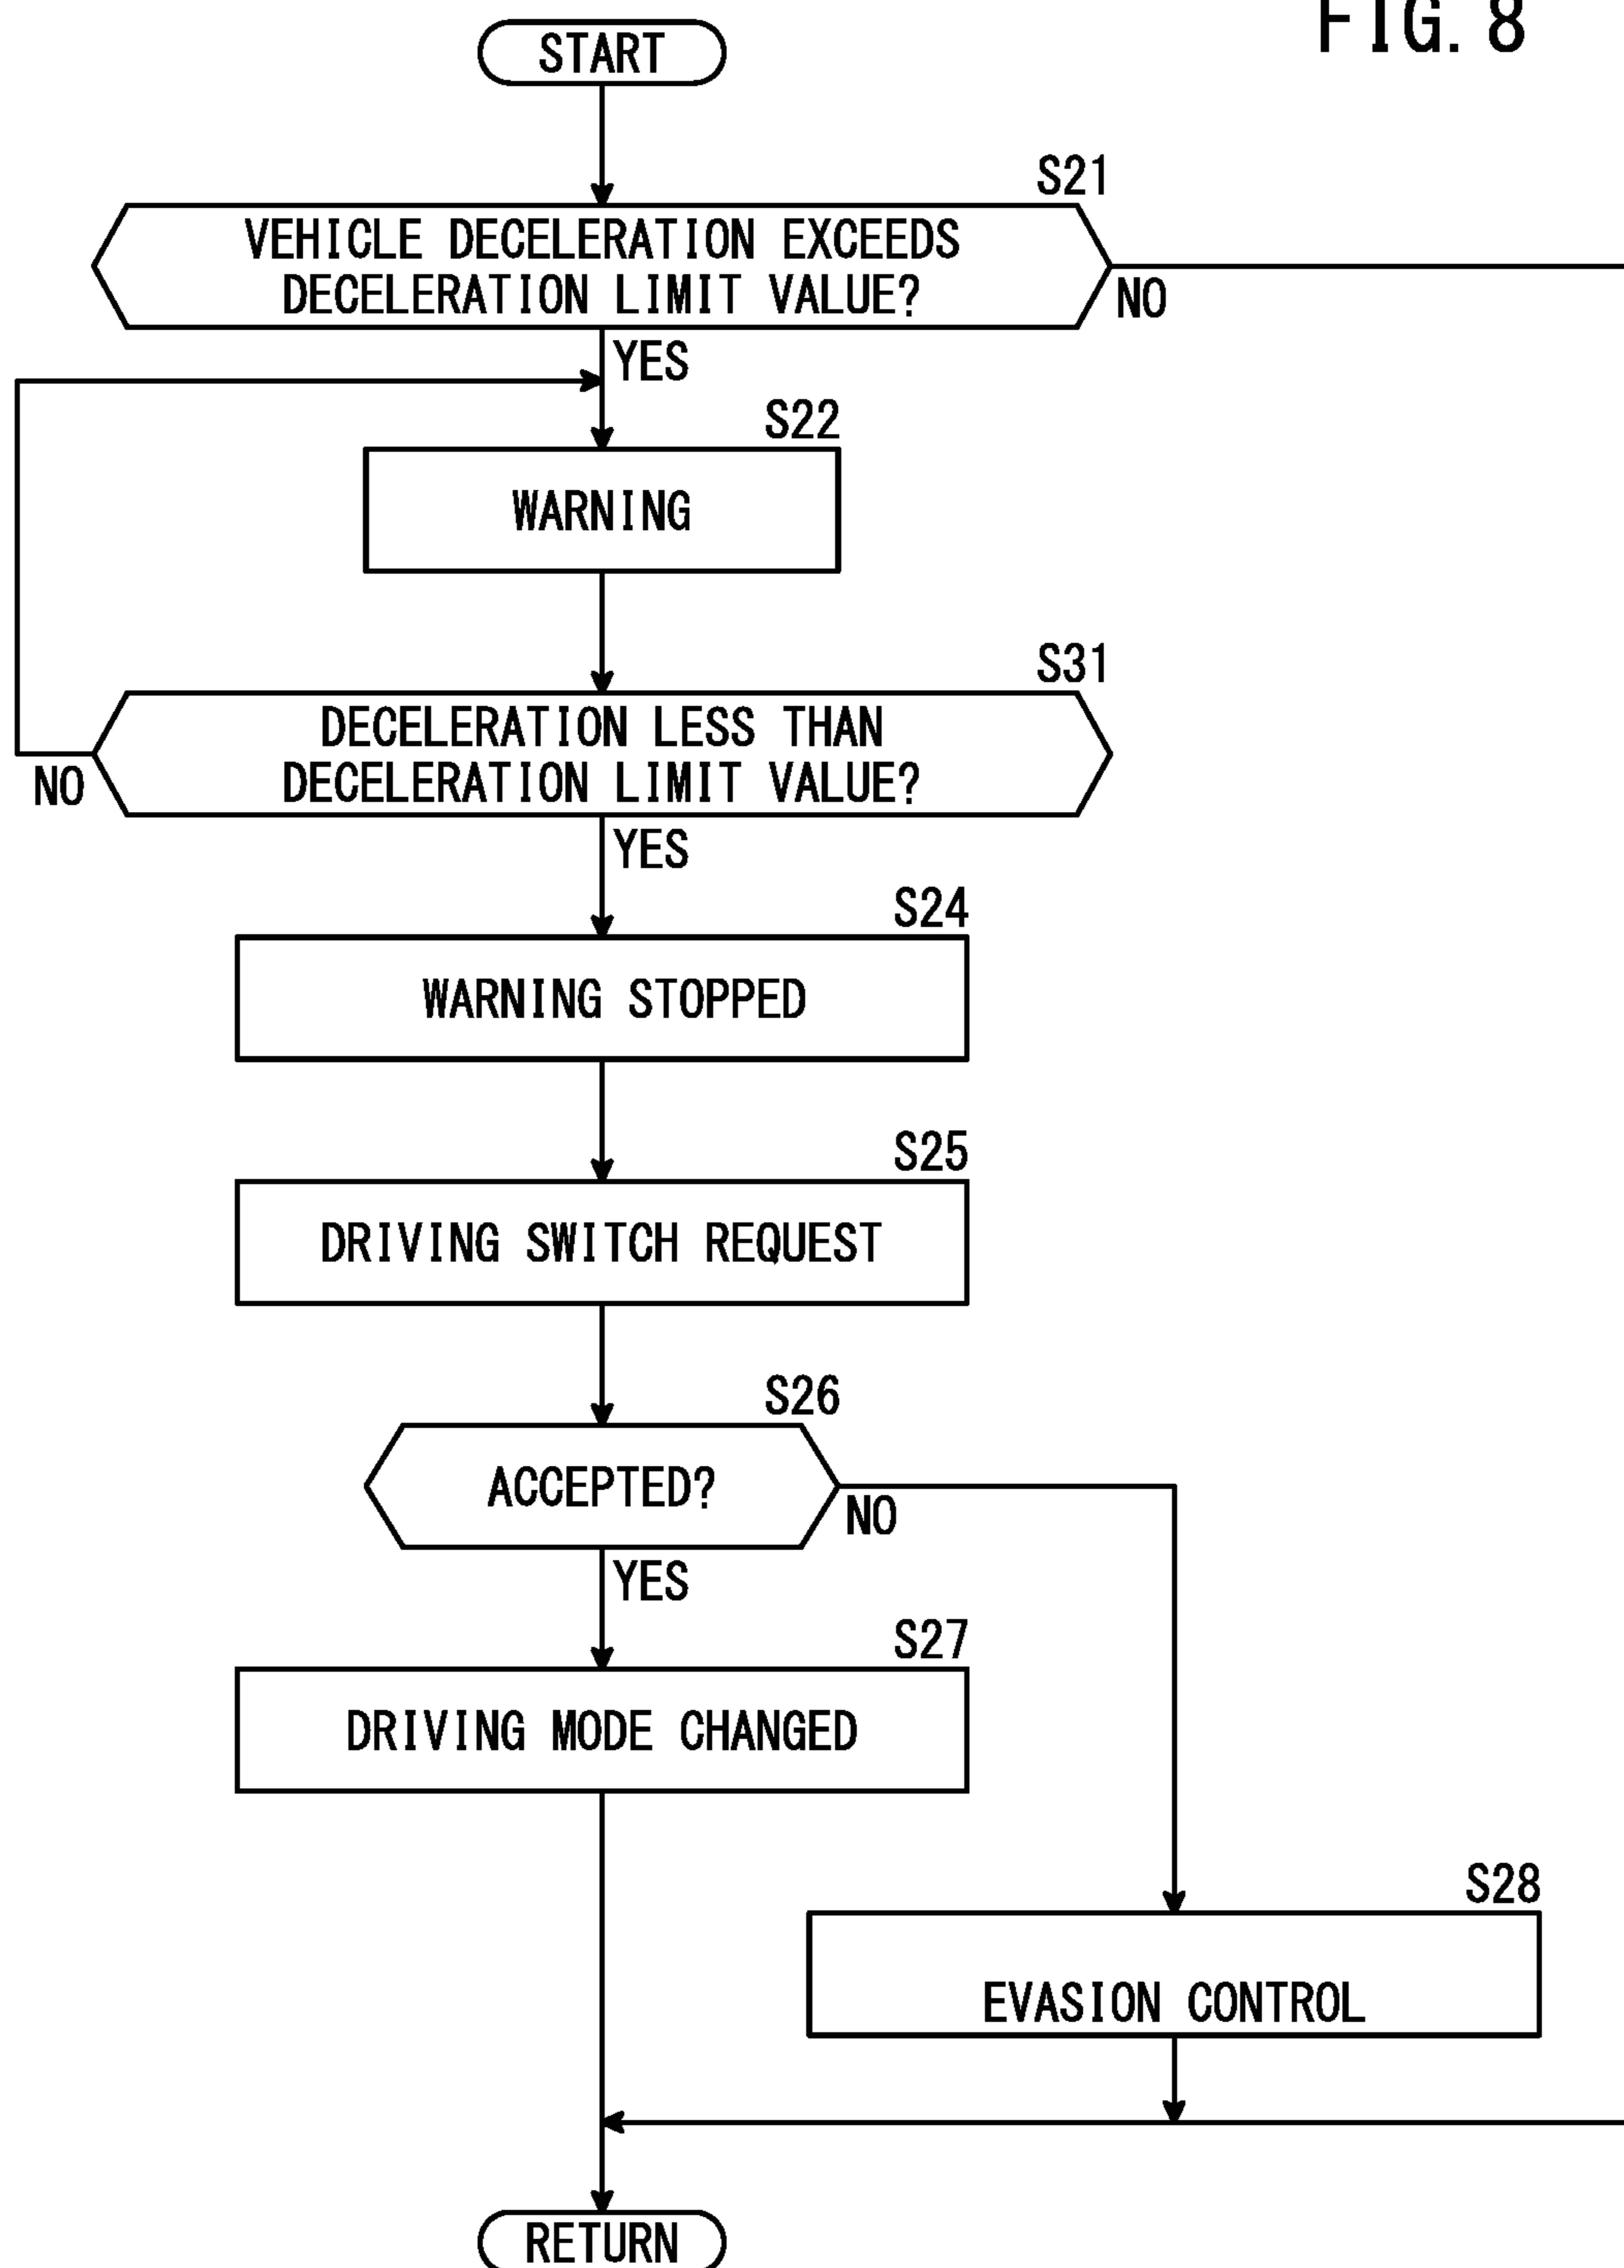 FIG. 8
START
S21
VEHICLE DECELERATION EXCEEDS
DECELERATION LIMIT VALUE?
NO
YES
S22
WARNING
S31
DECELERATION LESS THAN
DECELERATION LIMIT VALUE?
NO
YES
S24
WARNING STOPPED
S25
DRIVING SWITCH REQUEST
S26
ACCEPTED?
NO
YES
S27
DRIVING MODE CHANGED
S28
EVASION CONTROL
RETURN